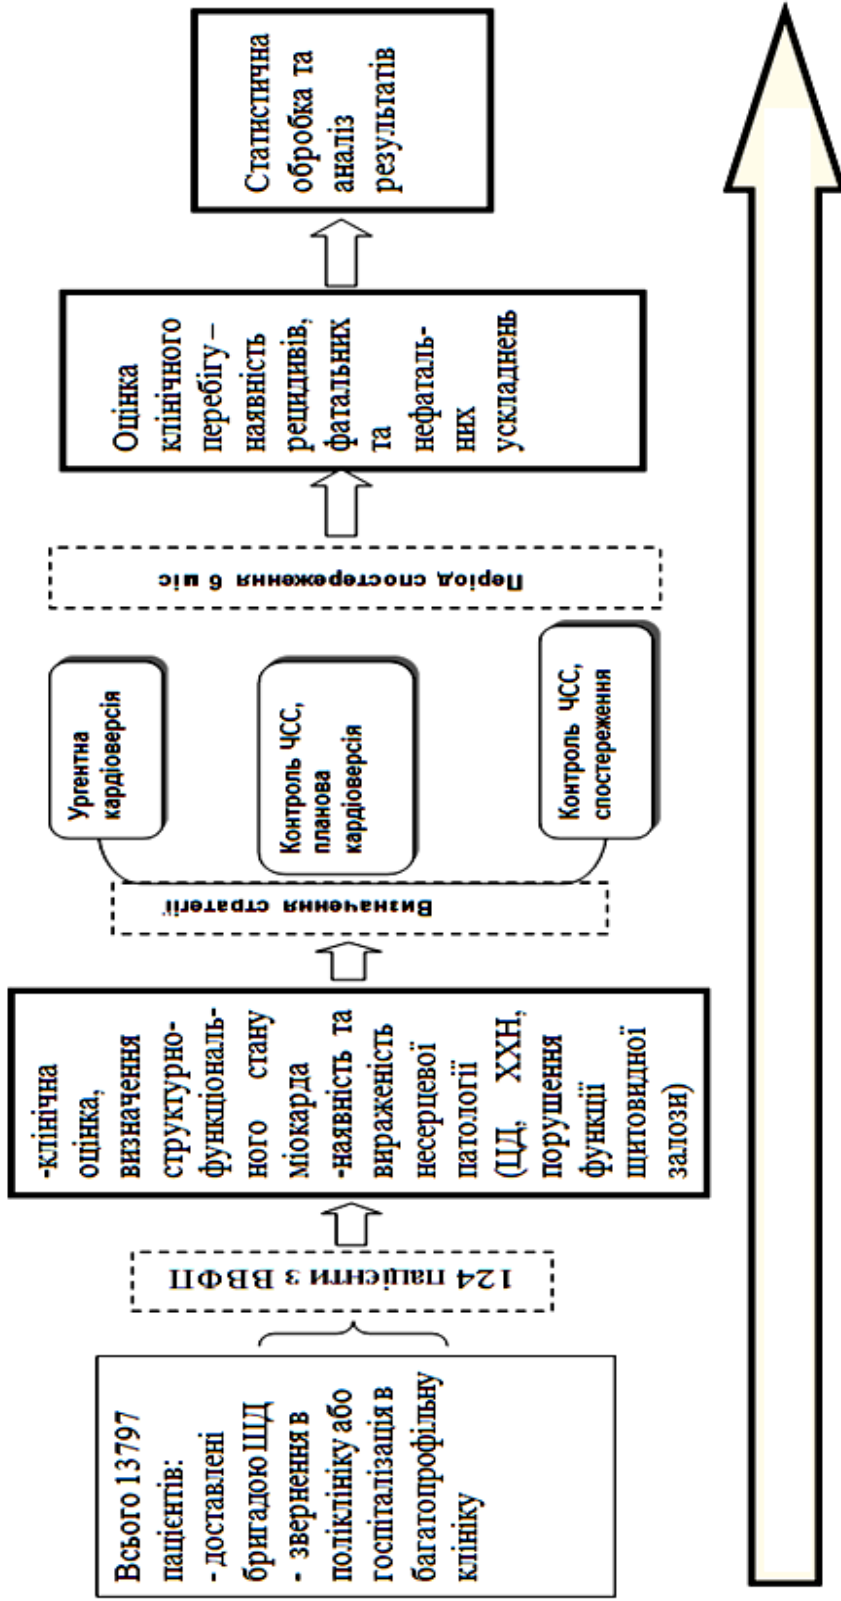 Всього 13797
пацієнтів:
- доставлені
бригадою ШД
- звернення в
поліклініку або
госпіталізація в
багатопрофільну
клініку
124 пацієнти з ВВФП
-клінічна
оцінка,
визначення
структурно-
функціональ-
ного стану
міокарда
-наявність та
вираженість
несерцевої
патології
(ЦД, ХХН,
порушення
функції
щитовидної
залози)
Визначення стратегії
Ургентна
кардіоверсія
Контроль ЧСС,
планова
кардіоверсія
Контроль ЧСС,
спостереження
Період спостереження 6 міс
Оцінка
клінічного
перебігу –
наявність
рецидивів,
фатальних
та
нефаталь-
них
ускладнень
Статистична
обробка та
аналіз
результатів